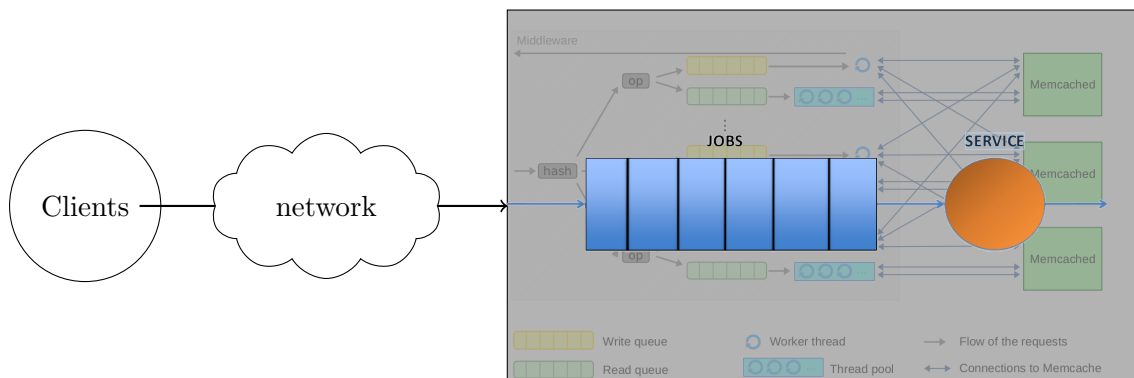 Middleware
op
Memcached
JOBS
SERVICE
hash
Memcached
Clients
network
op
Memcached
Write queue
Worker thread
Flow of the requests
Read queue
Thread pool
Connections to Memcache